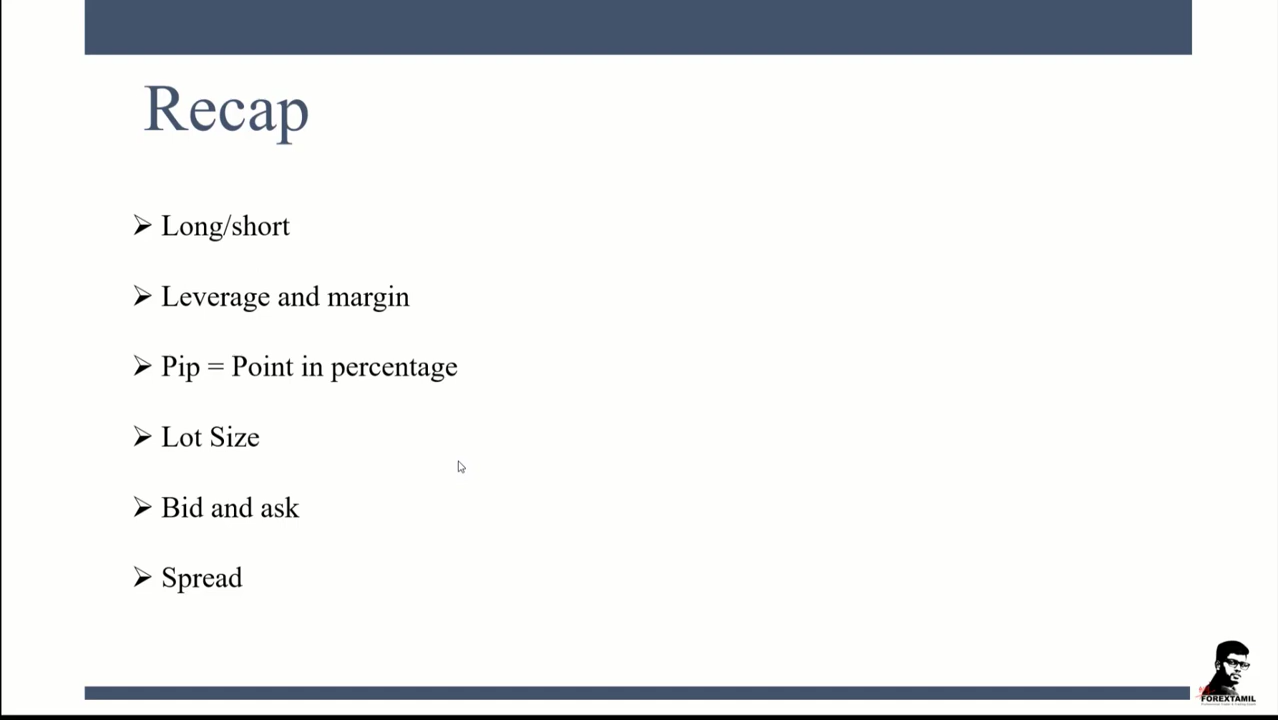 Recap
➢ Long/short
➢ Leverage and margin
➢ Pip = Point in percentage
➢ Lot Size
➢ Bid and ask
➢ Spread
FOREXTAMIL